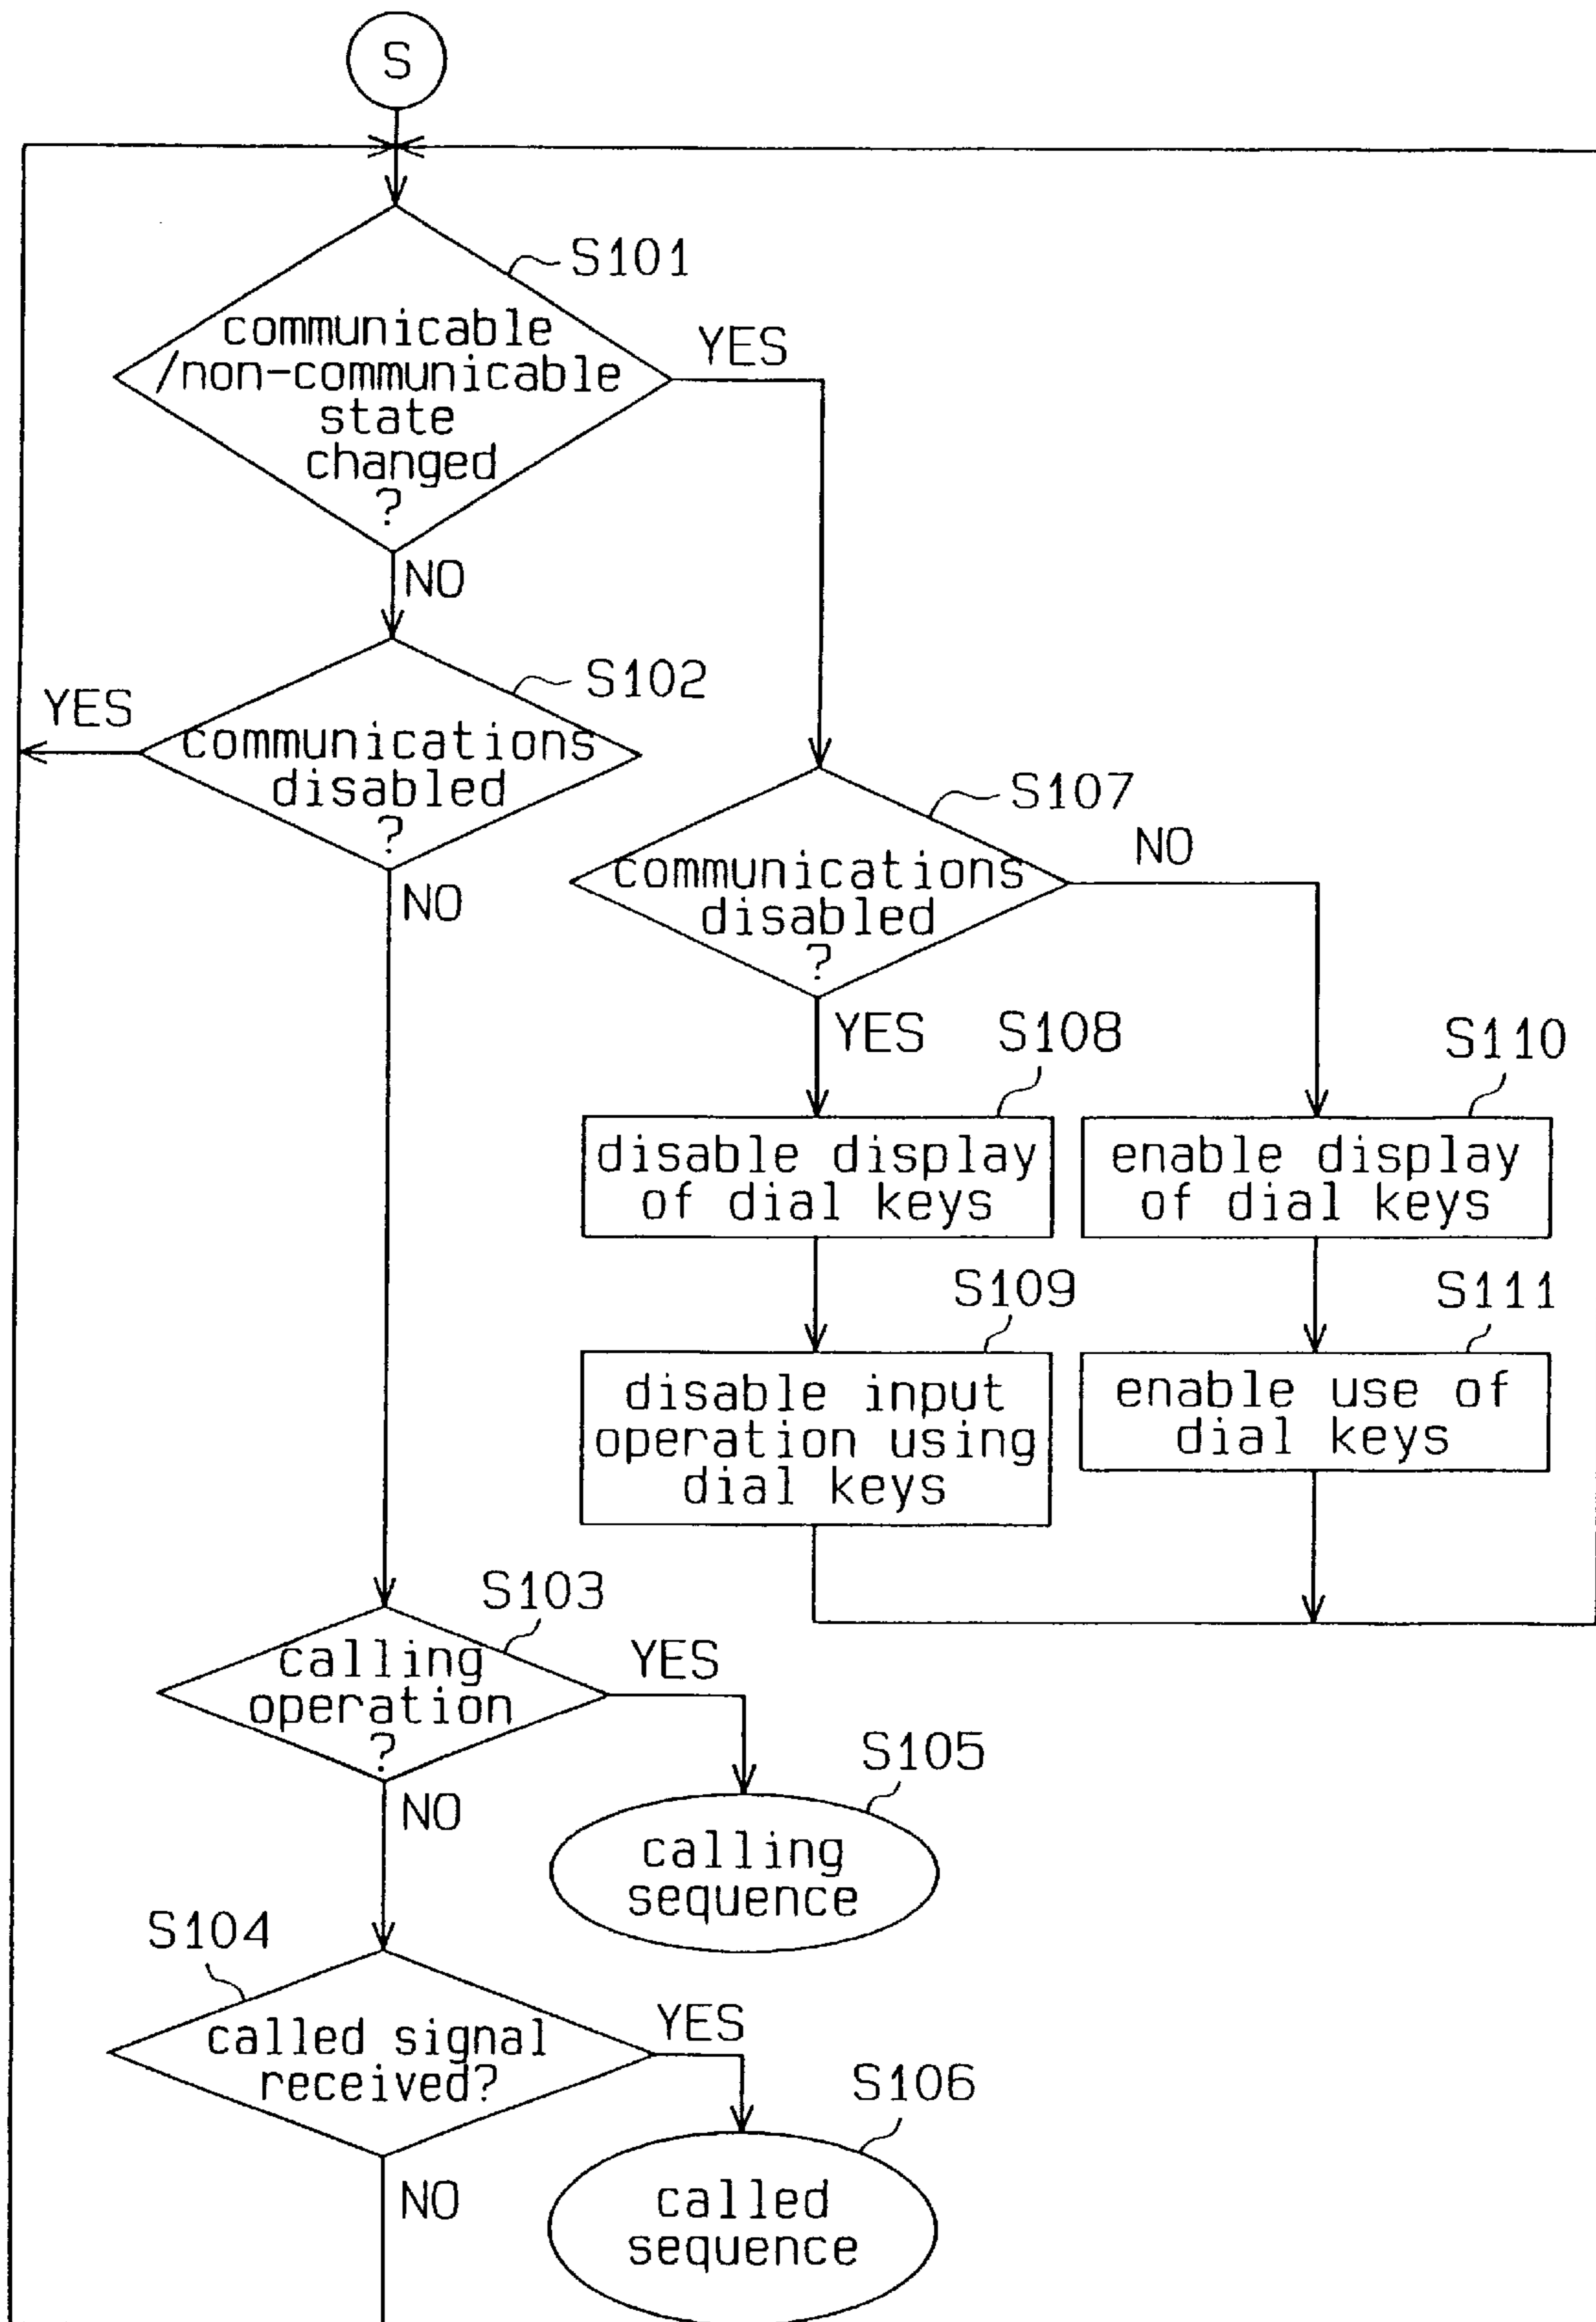 S
S101
communicable
/non-communicable
state
changed
?
YES
NO
S102
YES
communications
disabled
?
NO
S107
communications
disabled
?
NO
YES
S108
disable display
of dial keys
S110
enable display
of dial keys
S109
disable input
operation using
dial keys
S111
enable use of
dial keys
S103
calling
operation
?
YES
NO
S105
calling
sequence
S104
called signal
received?
YES
NO
S106
called
sequence